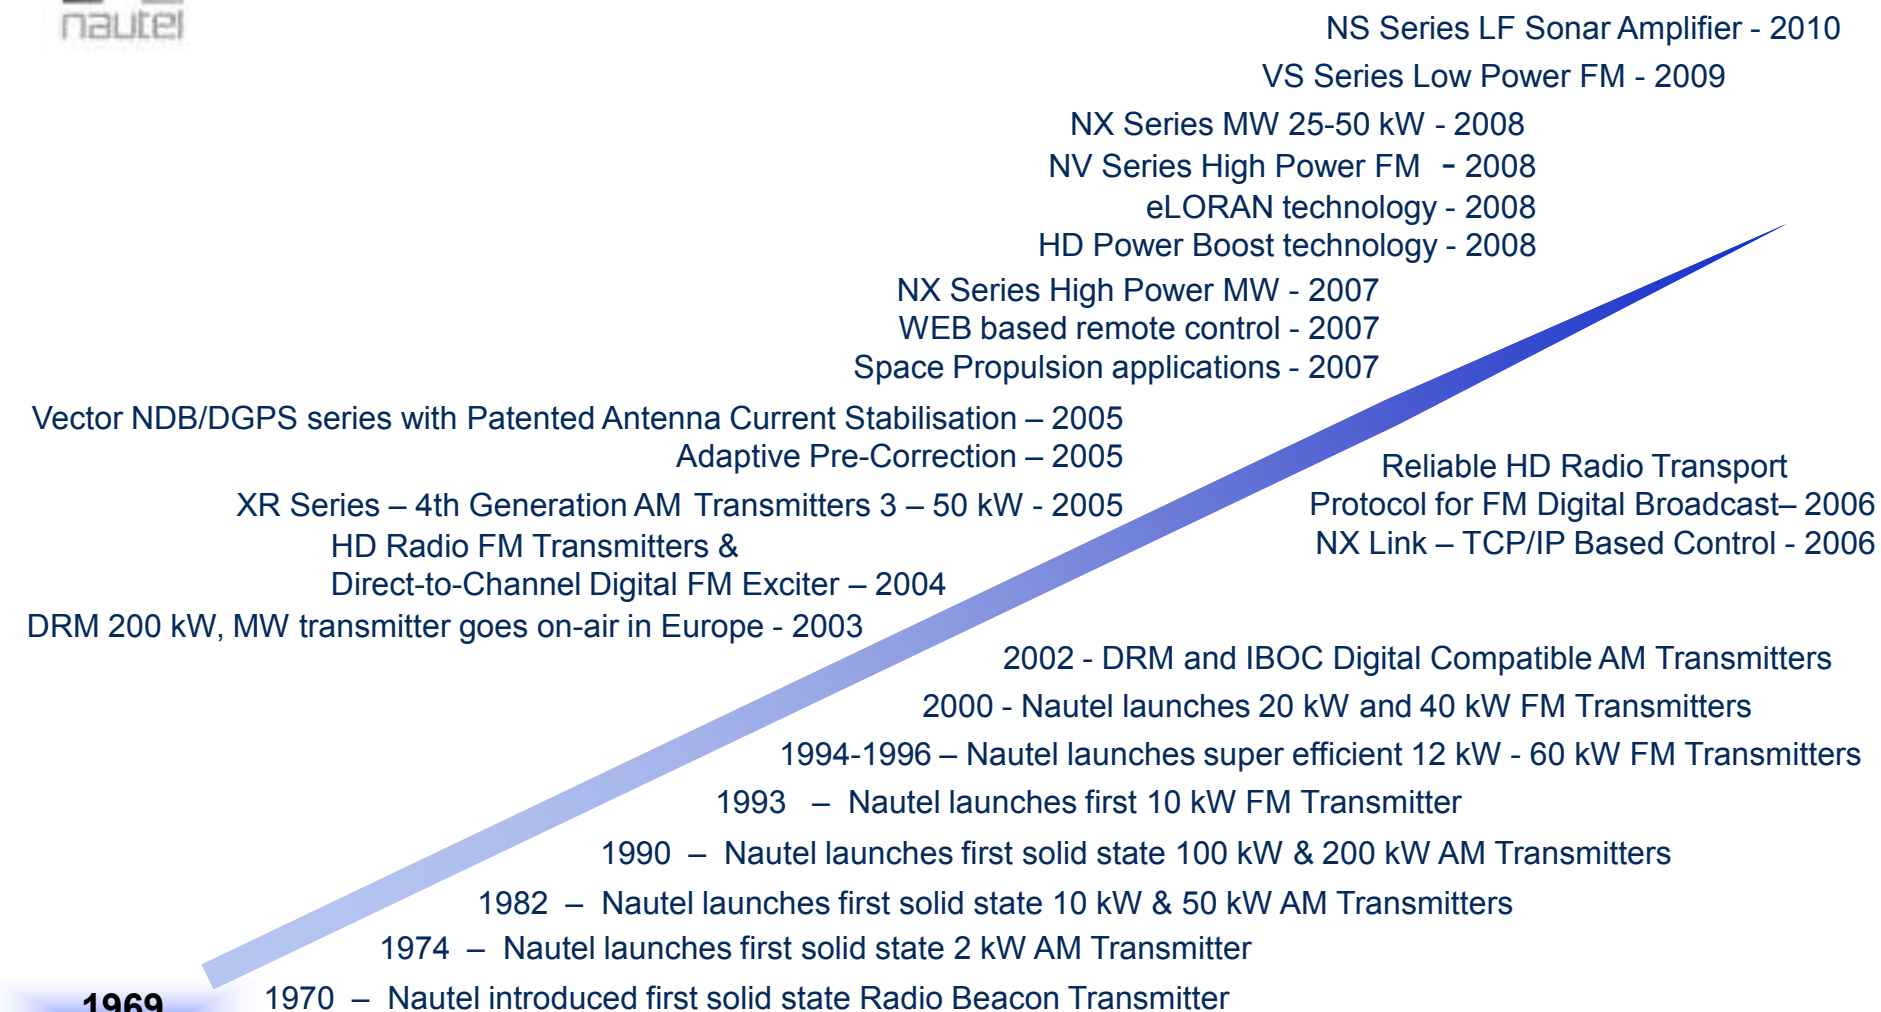 nautel
NS Series LF Sonar Amplifier - 2010
VS Series Low Power FM - 2009
NX Series MW 25-50 kW - 2008
NV Series High Power FM - 2008
eLORAN technology - 2008
HD Power Boost technology - 2008
NX Series High Power MW - 2007
WEB based remote control - 2007
Space Propulsion applications - 2007
Vector NDB/DGPS series with Patented Antenna Current Stabilisation – 2005
Adaptive Pre-Correction – 2005
XR Series – 4th Generation AM Transmitters 3 – 50 kW - 2005
HD Radio FM Transmitters &
Direct-to-Channel Digital FM Exciter – 2004
DRM 200 kW, MW transmitter goes on-air in Europe - 2003
Reliable HD Radio Transport
Protocol for FM Digital Broadcast– 2006
NX Link – TCP/IP Based Control - 2006
2002 - DRM and IBOC Digital Compatible AM Transmitters
2000 - Nautel launches 20 kW and 40 kW FM Transmitters
1994-1996 – Nautel launches super efficient 12 kW - 60 kW FM Transmitters
1993 – Nautel launches first 10 kW FM Transmitter
1990 – Nautel launches first solid state 100 kW & 200 kW AM Transmitters
1982 – Nautel launches first solid state 10 kW & 50 kW AM Transmitters
1974 – Nautel launches first solid state 2 kW AM Transmitter
1970 – Nautel introduced first solid state Radio Beacon Transmitter
1969